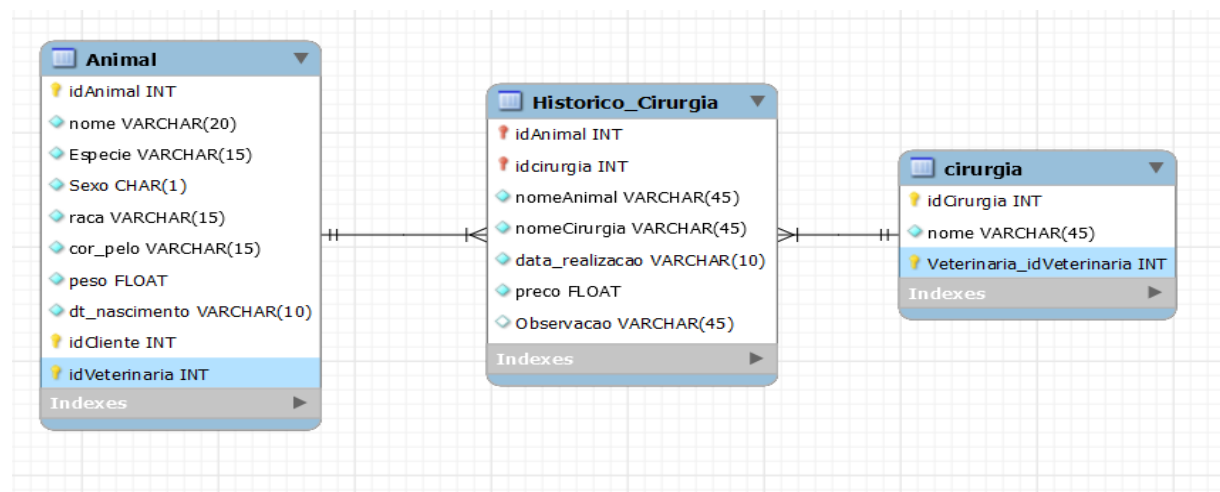 Animal
idAnimal INT
nome VARCHAR(20)
Especie VARCHAR(15)
Sexo CHAR(1)
raca VARCHAR(15)
cor_pelo VARCHAR(15)
peso FLOAT
dt_nascimento VARCHAR(10)
idCliente INT
idVeterinaria INT
Indexes
Historico_Cirurgia
idAnimal INT
idcirurgia INT
nomeAnimal VARCHAR(45)
nomeCirurgia VARCHAR(45)
data_realizacao VARCHAR(10)
preco FLOAT
Observacao VARCHAR(45)
Indexes
cirurgia
idCirurgia INT
nome VARCHAR(45)
Veterinaria_idVeterinaria INT
Indexes